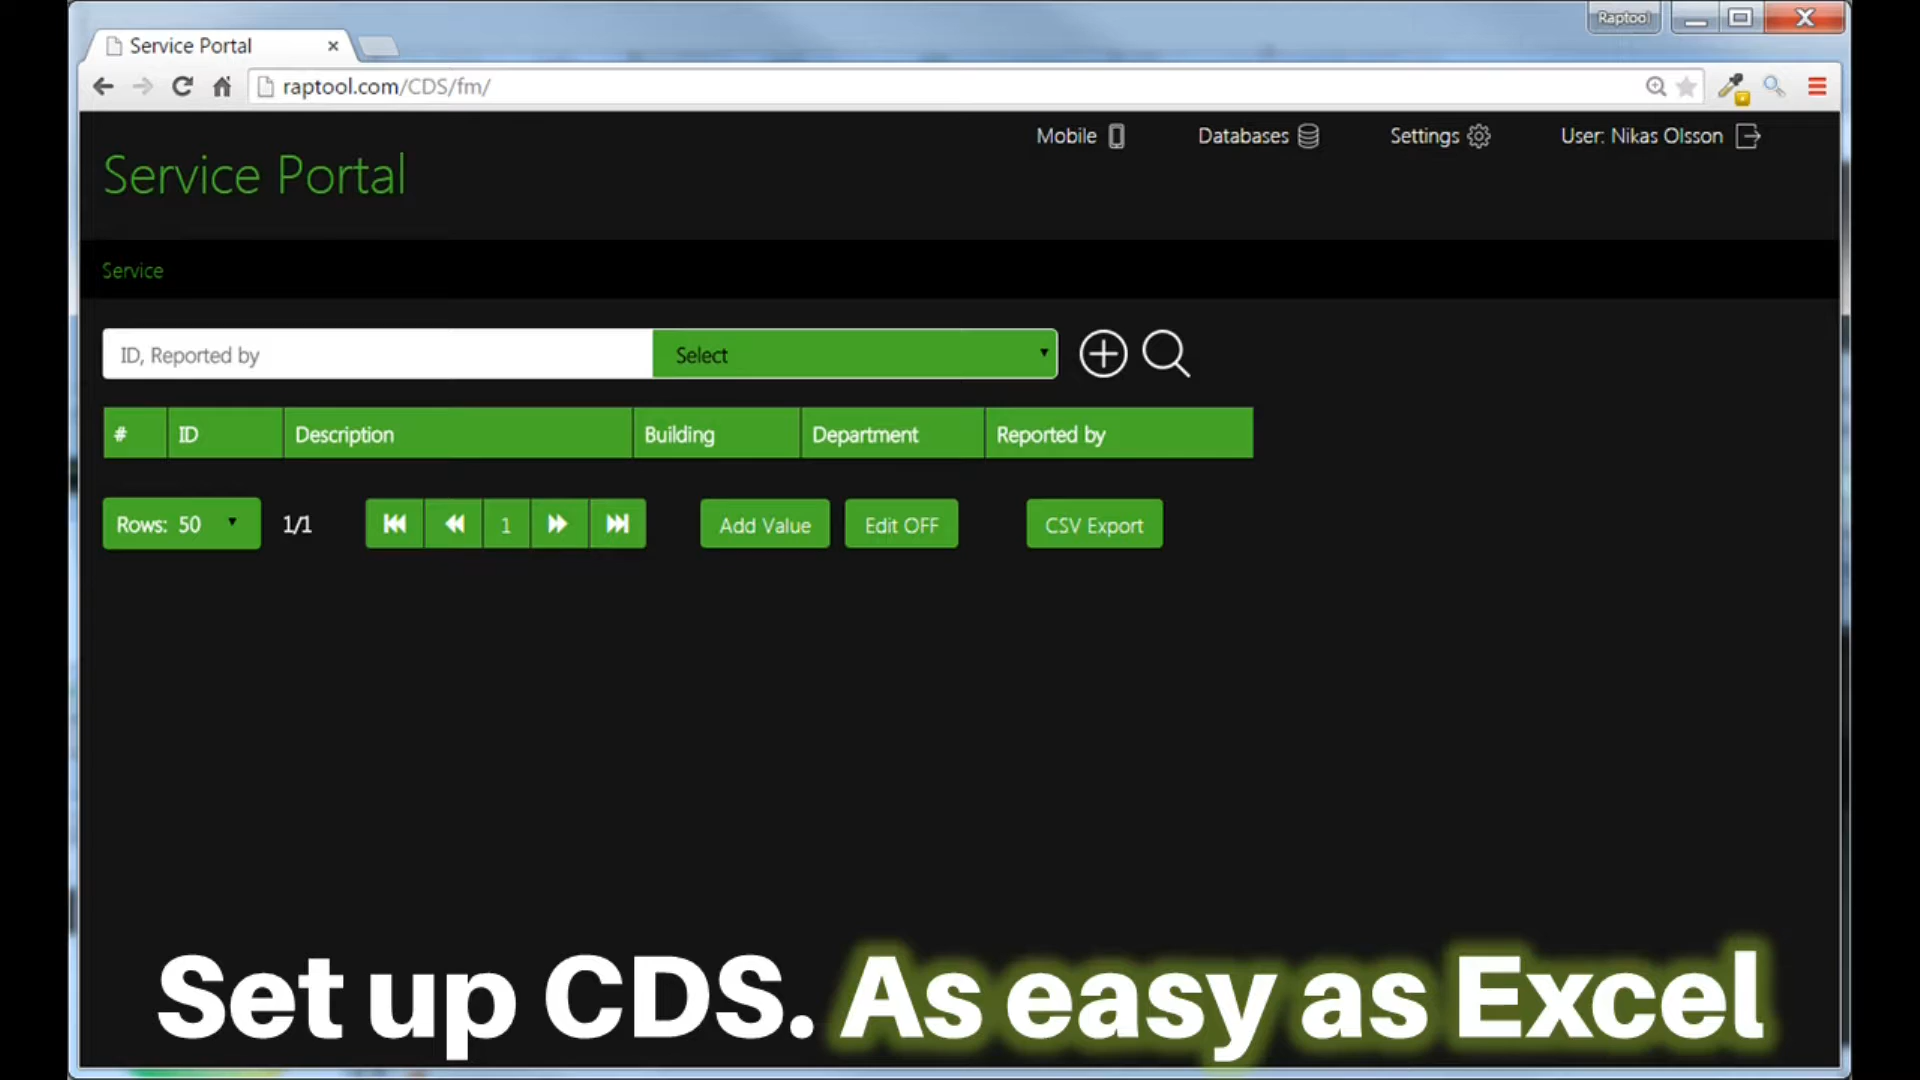 Raptool
Service Portal
raptool.com/CDS/fm/
Mobile Databases Settings User: Nikas Olsson
Service Portal
Service
ID, Reported by Select
# ID Description Building Department Reported by
Rows: 50 1/1 1 Add Value Edit OFF CSV Export
Set up CDS. As easy as Excel